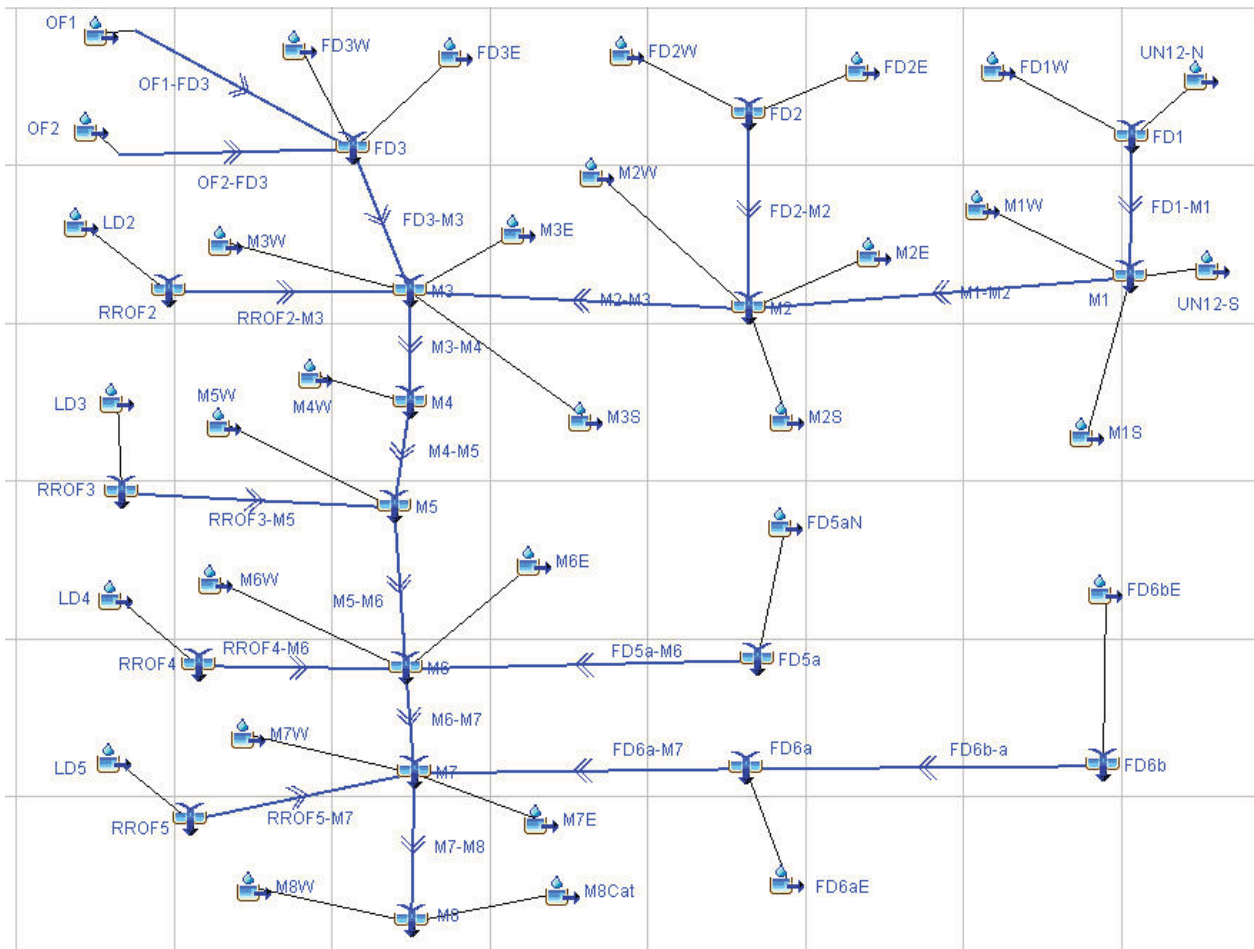 OF1
FD3W
FD3E
FD2W
FD2E
FD1W
UN12-N
OF1-FD3
OF2
FD3
FD2
FD1
OF2-FD3
M2W
LD2
M3W
FD3-M3
M3E
FD2-M2
M2E
M1W
FD1-M1
RROF2
RROF2-M3
M3
M2-M3
M2
M1-M2
M1
UN12-S
M3-M4
LD3
M5W
M4W
M4
M3S
M2S
M1S
M4-M5
RROF3
RROF3-M5
M5
FD5aN
LD4
M6W
M5-M6
M6E
FD6bE
RROF4
RROF4-M6
M6
FD5a-M6
FD5a
M6-M7
LD5
M7W
M7
FD6a-M7
FD6a
FD6b-a
FD6b
RROF5
RROF5-M7
M7E
M7-M8
M8W
M8
M8Cat
FD6aE